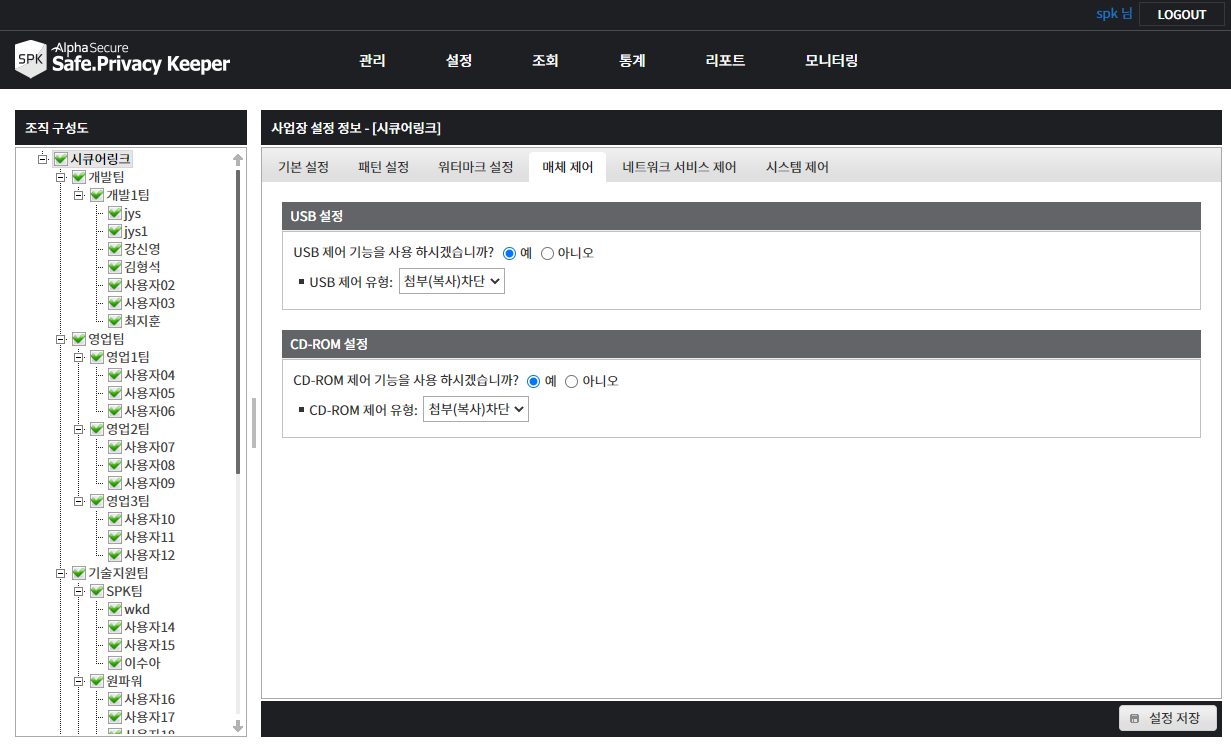 spk 님 LOGOUT
SPK AlphaSecure
Safe.Privacy Keeper
관리 설정 조회 통계 리포트 모니터링
조직 구성도
시큐어링크
개발팀
개발1팀
jys
jys1
강신영
김형석
사용자02
사용자03
최지훈
영업팀
영업1팀
사용자04
사용자05
사용자06
영업2팀
사용자07
사용자08
사용자09
영업3팀
사용자10
사용자11
사용자12
기술지원팀
SPK팀
wkd
사용자14
사용자15
이수아
원파워
사용자16
사용자17
사용자18
사업장 설정 정보 - [시큐어링크]
기본 설정 패턴 설정 워터마크 설정 매체 제어 네트워크 서비스 제어 시스템 제어
USB 설정
USB 제어 기능을 사용 하시겠습니까? 예 아니오
USB 제어 유형: 첨부(복사)차단
CD-ROM 설정
CD-ROM 제어 기능을 사용 하시겠습니까? 예 아니오
CD-ROM 제어 유형: 첨부(복사)차단
설정 저장